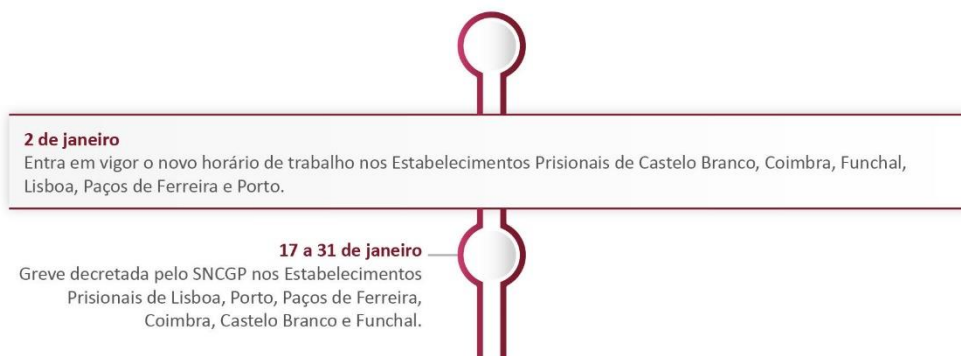 2 de janeiro
Entra em vigor o novo horário de trabalho nos Estabelecimentos Prisionais de Castelo Branco, Coimbra, Funchal,
Lisboa, Paços de Ferreira e Porto.
17 a 31 de janeiro
Greve decretada pelo SNCGP nos Estabelecimentos
Prisionais de Lisboa, Porto, Paços de Ferreira,
Coimbra, Castelo Branco e Funchal.